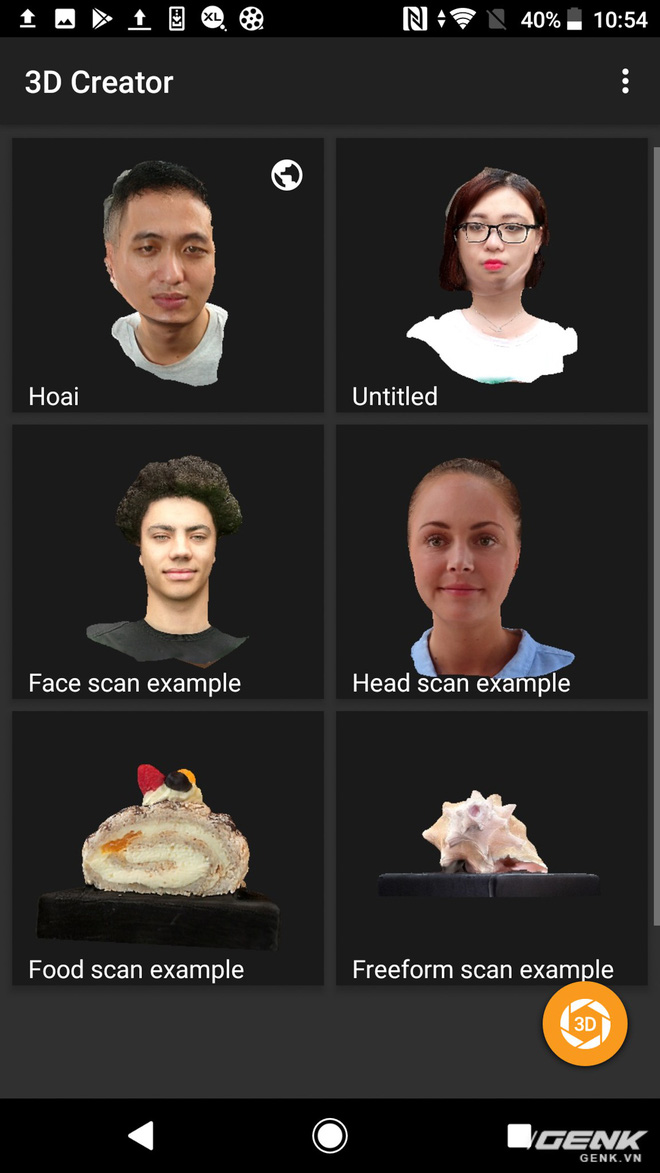 XL
40%
10:54
3D Creator
Hoai
Untitled
Face scan example
Head scan example
Food scan example
Freeform scan example
3D
GENK
GENK.VN